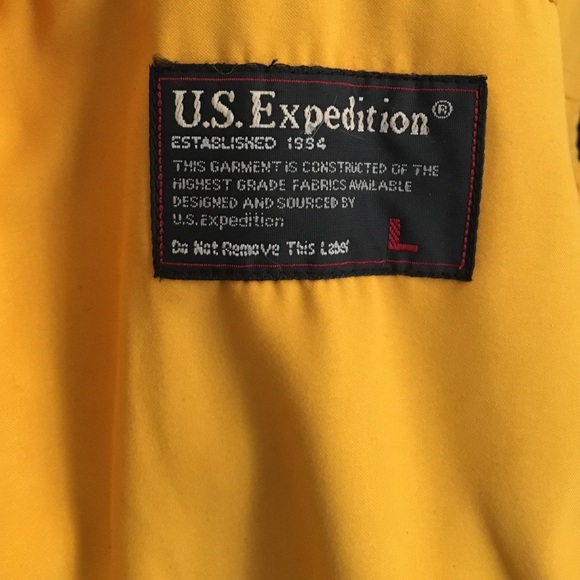 U.S. Expedition®
ESTABLISHED 1994
THIS GARMENT IS CONSTRUCTED OF THE
HIGHEST GRADE FABRICS AVAILABLE
DESIGNED AND SOURCED BY
U.S. Expedition
Do Not Remove This Label
L